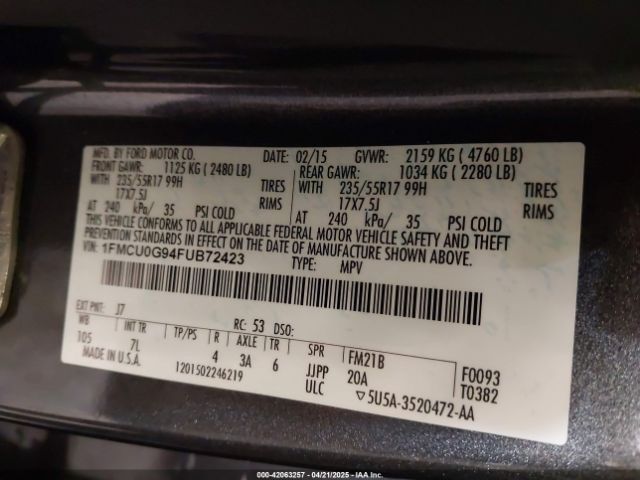 MFD. BY FORD MOTOR CO.
DATE: 02/15 GVWR: 2159 KG ( 4760 LB)
FRONT GAWR: 1125 KG ( 2480 LB) REAR GAWR: 1034 KG ( 2280 LB)
WITH 235/55R17 99H TIRES WITH 235/55R17 99H TIRES
17X7.5J RIMS 17X7.5J RIMS
AT 240 kPa/ 35 PSI COLD AT 240 kPa/ 35 PSI COLD
THIS VEHICLE CONFORMS TO ALL APPLICABLE FEDERAL MOTOR VEHICLE SAFETY AND THEFT
PREVENTION STANDARDS IN EFFECT ON THE DATE OF MANUFACTURE SHOWN ABOVE.
VIN: 1FMCU0G94FUB72423
TYPE: MPV
EXT PNT: J7 RC: 53 DSO:
WB INT TR TP/PS R AXLE TR SPR FM21B F0093
105 7L 4 3A 6 JJPP 20A T0382
MADE IN U.S.A. 1201502246219 ULC ▽5U5A-3520472-AA
000-42063257 - 04/21/2025 - IAAI.COM